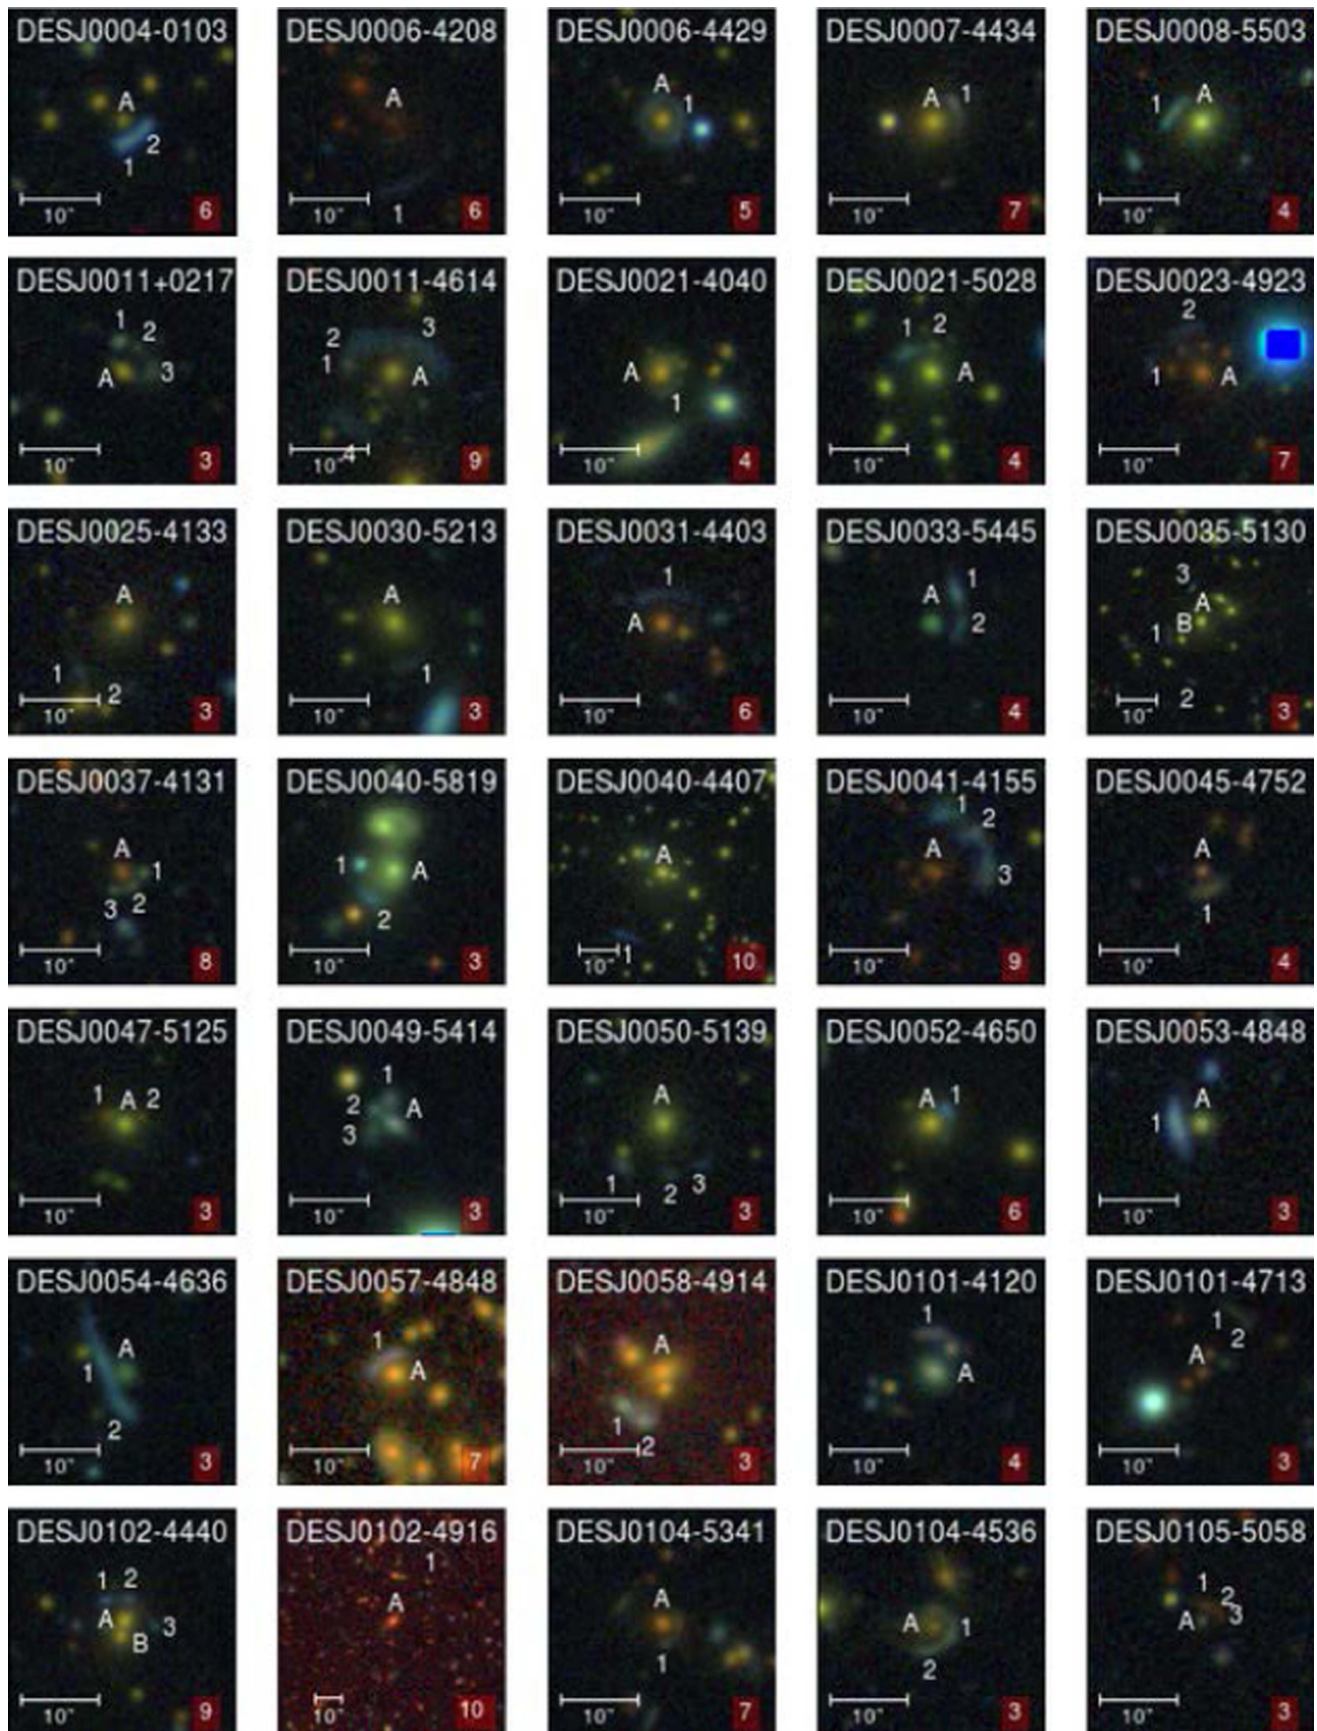 DESJ0004-0103 DESJ0006-4208 DESJ0006-4429 DESJ0007-4434 DESJ0008-5503
A 2 1 10" 6
A 1 10" 6
A 1 10" 5
A 1 10" 7
1 A 10" 4
DESJ0011+0217 DESJ0011-4614 DESJ0021-4040 DESJ0021-5028 DESJ0023-4923
1 2 A 3 10" 3
2 3 1 A 4 10" 9
A 1 10" 4
1 2 A 10" 4
2 1 A 10" 7
DESJ0025-4133 DESJ0030-5213 DESJ0031-4403 DESJ0033-5445 DESJ0035-5130
A 1 2 10" 3
A 1 10" 3
1 A 10" 6
1 A 2 10" 4
3 A B 1 2 10" 3
DESJ0037-4131 DESJ0040-5819 DESJ0040-4407 DESJ0041-4155 DESJ0045-4752
A 1 3 2 10" 8
1 A 2 10" 3
A 1 10" 10
1 2 A 3 10" 9
A 1 10" 4
DESJ0047-5125 DESJ0049-5414 DESJ0050-5139 DESJ0052-4650 DESJ0053-4848
1 A 2 10" 3
1 2 A 3 10" 3
A 1 2 3 10" 3
A 1 10" 6
A 1 10" 3
DESJ0054-4636 DESJ0057-4848 DESJ0058-4914 DESJ0101-4120 DESJ0101-4713
A 1 2 10" 3
1 A 10" 7
A 1 2 10" 3
1 A 10" 4
1 2 A 10" 3
DESJ0102-4440 DESJ0102-4916 DESJ0104-5341 DESJ0104-4536 DESJ0105-5058
1 2 A 3 B 10" 9
1 A 10" 10
A 1 10" 7
A 1 2 10" 3
1 2 A 3 10" 3